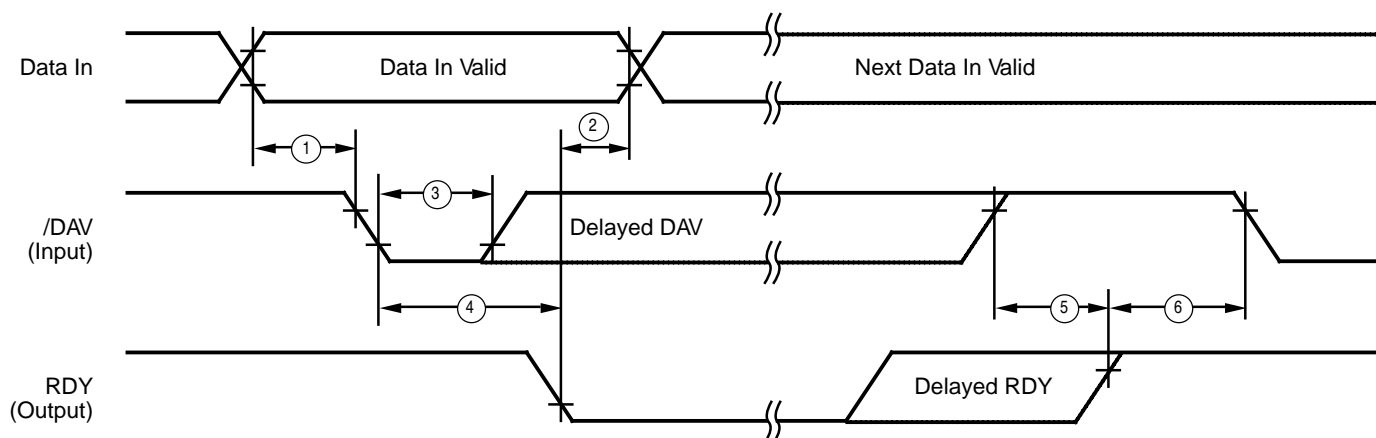 Data In
Data In Valid
Next Data In Valid
1
2
3
/DAV
(Input)
Delayed DAV
4
5
6
RDY
(Output)
Delayed RDY